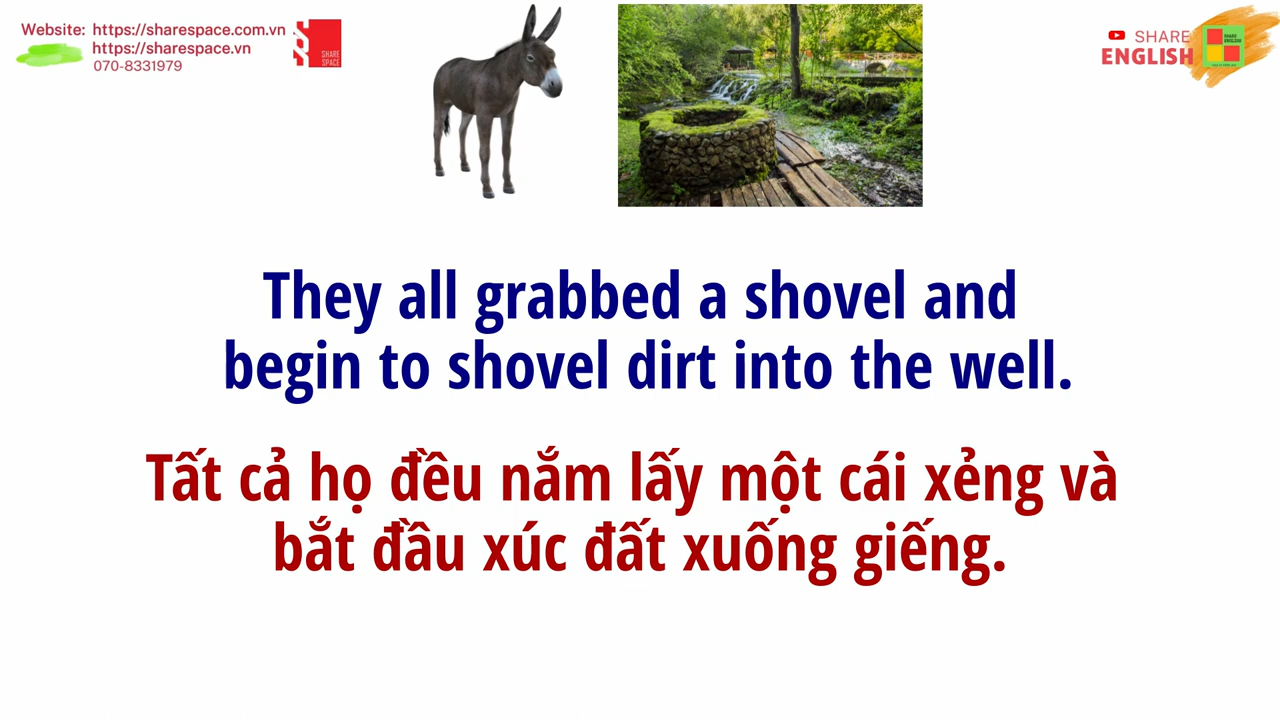 Website: https://sharespace.com.vn
https://sharespace.vn
070-8331979
SHARE
SPACE
SHARE
ENGLISH
SHARE
ENGLISH
They all grabbed a shovel and
begin to shovel dirt into the well.
Tất cả họ đều nắm lấy một cái xẻng và
bắt đầu xúc đất xuống giếng.